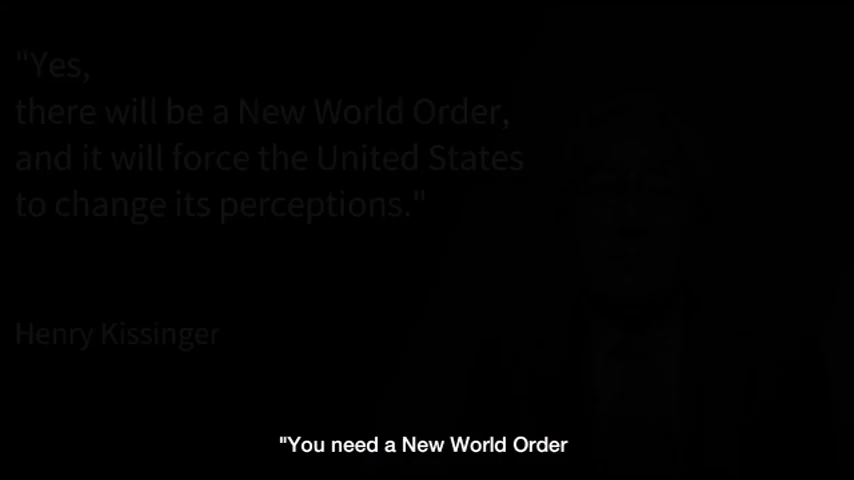 "Yes,
there will be a New World Order,
and it will force the United States
to change its perceptions."
Henry Kissinger
"You need a New World Order